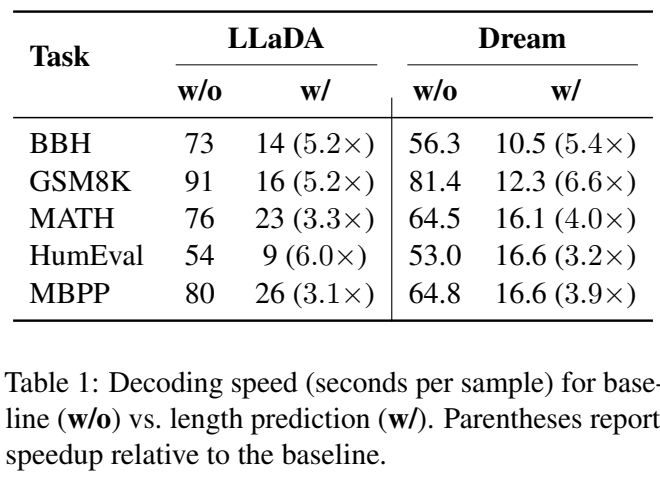 Task LLaDA Dream
w/o w/ w/o w/
BBH 73 14 (5.2×) 56.3 10.5 (5.4×)
GSM8K 91 16 (5.2×) 81.4 12.3 (6.6×)
MATH 76 23 (3.3×) 64.5 16.1 (4.0×)
HumEval 54 9 (6.0×) 53.0 16.6 (3.2×)
MBPP 80 26 (3.1×) 64.8 16.6 (3.9×)
Table 1: Decoding speed (seconds per sample) for base-
line (w/o) vs. length prediction (w/). Parentheses report
speedup relative to the baseline.